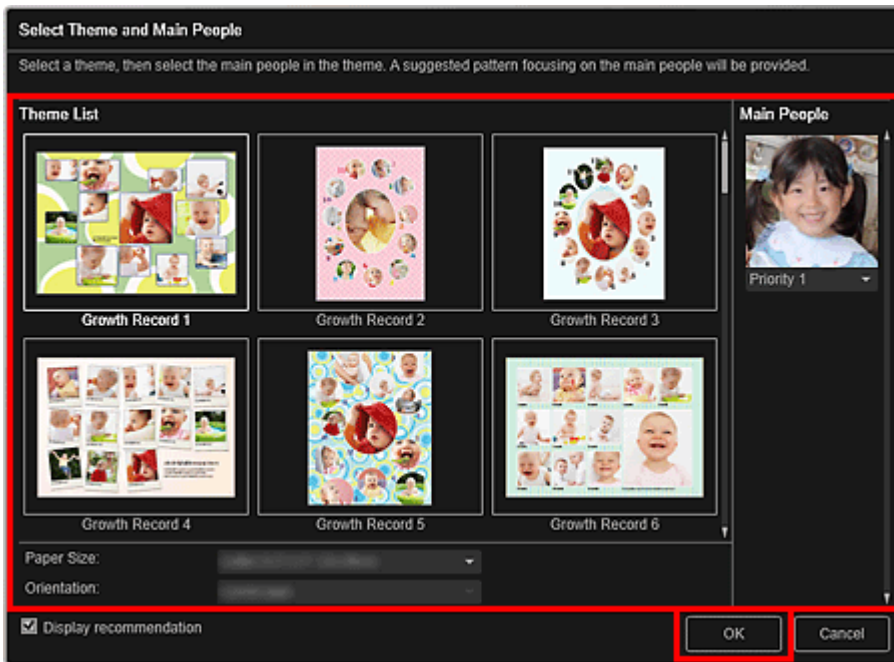 Select Theme and Main People
Select a theme, then select the main people in the theme. A suggested pattern focusing on the main people will be provided.
Theme List
Main People
Growth Record 1
Growth Record 2
Growth Record 3
Priority 1
Growth Record 4
Growth Record 5
Growth Record 6
Paper Size:
Orientation:
Display recommendation
OK
Cancel